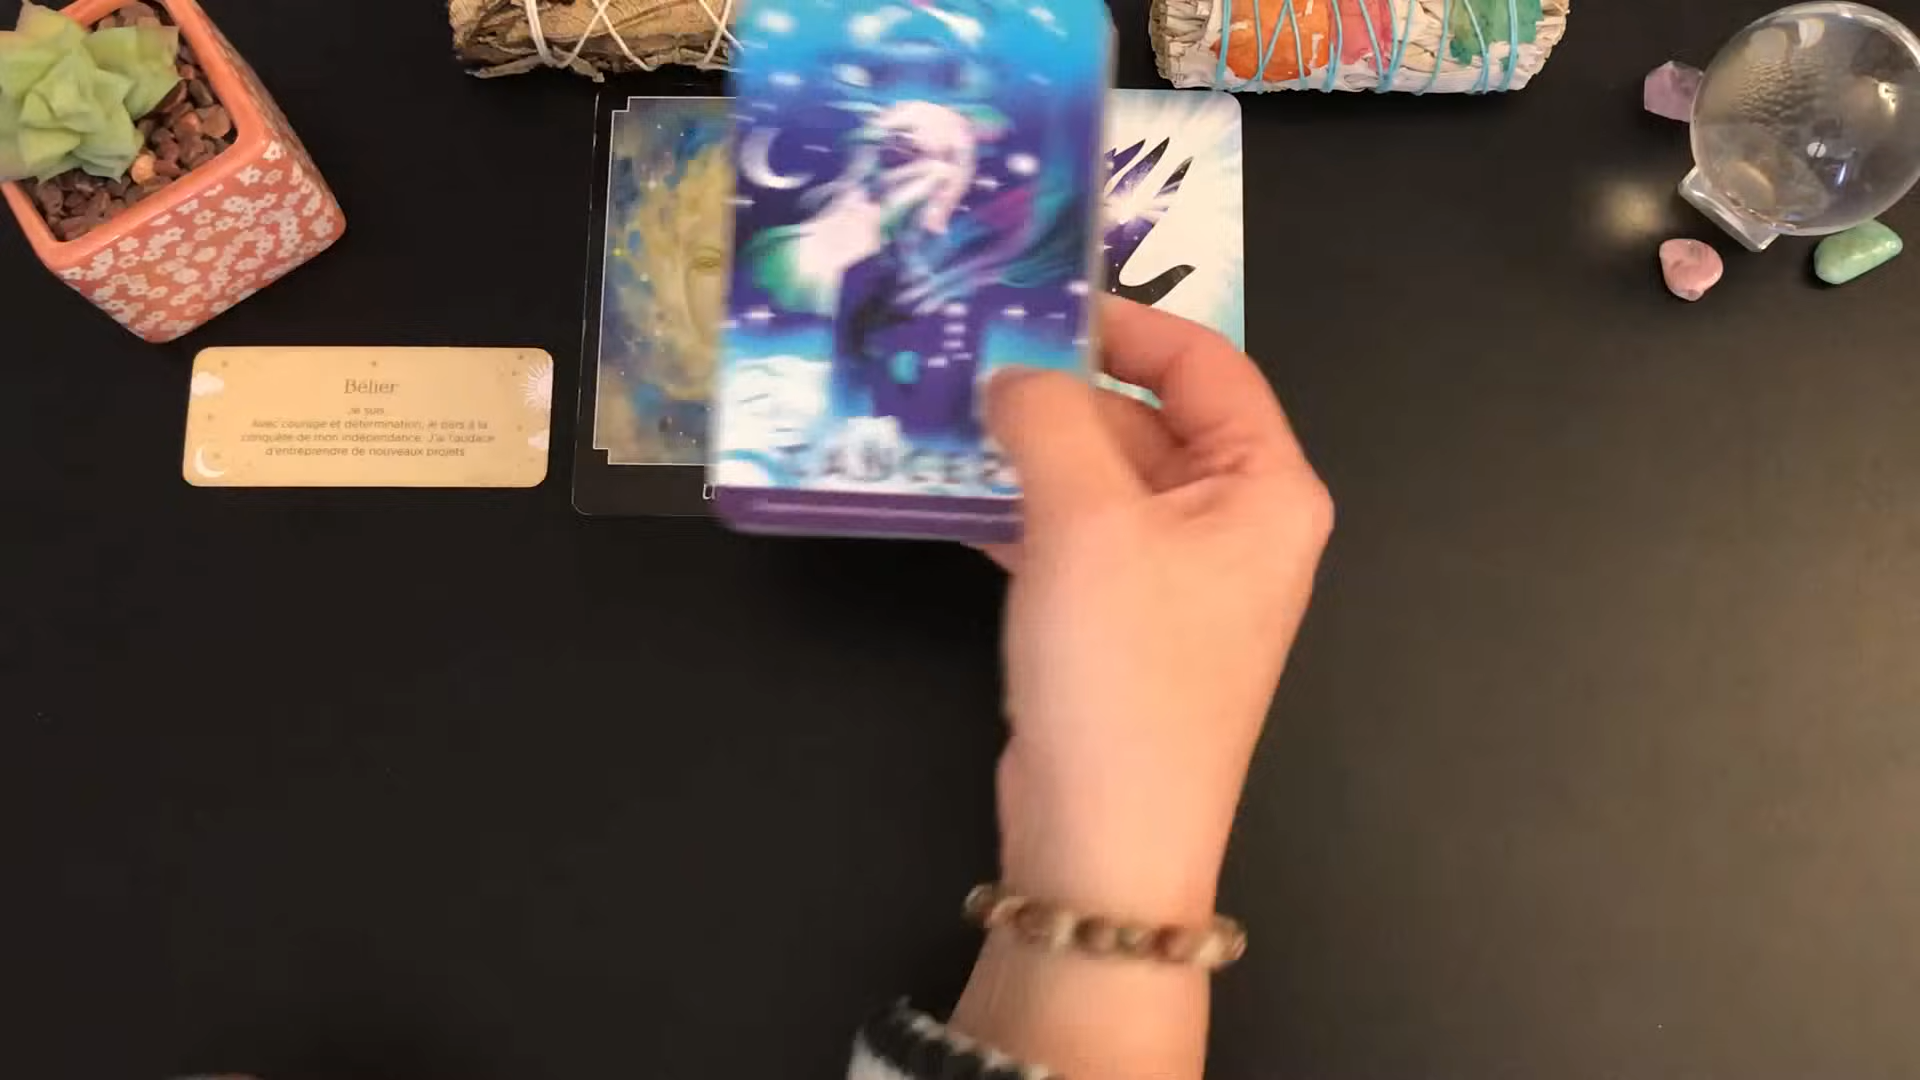 Bélier
Je suis
Avec courage et détermination, je pars à la
conquête de mon indépendance. J'ai l'audace
d'entreprendre de nouveaux projets
CANCER